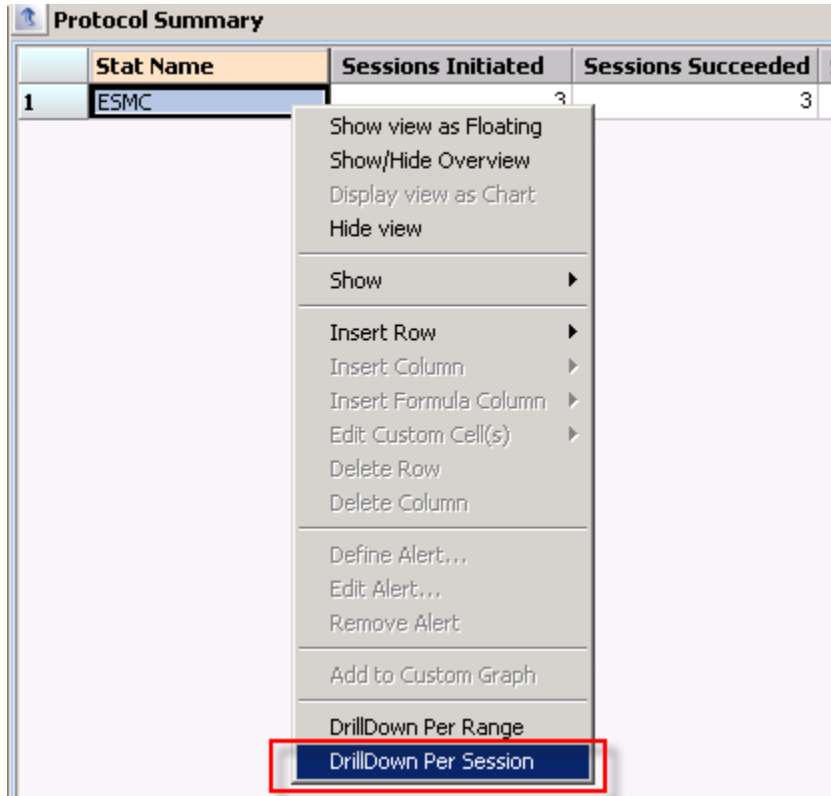 Protocol Summary
Stat Name Sessions Initiated Sessions Succeeded
1 ESMC 3 3
Show view as Floating
Show/Hide Overview
Display view as Chart
Hide view
Show
Insert Row
Insert Column
Insert Formula Column
Edit Custom Cell(s)
Delete Row
Delete Column
Define Alert...
Edit Alert...
Remove Alert
Add to Custom Graph
DrillDown Per Range
DrillDown Per Session